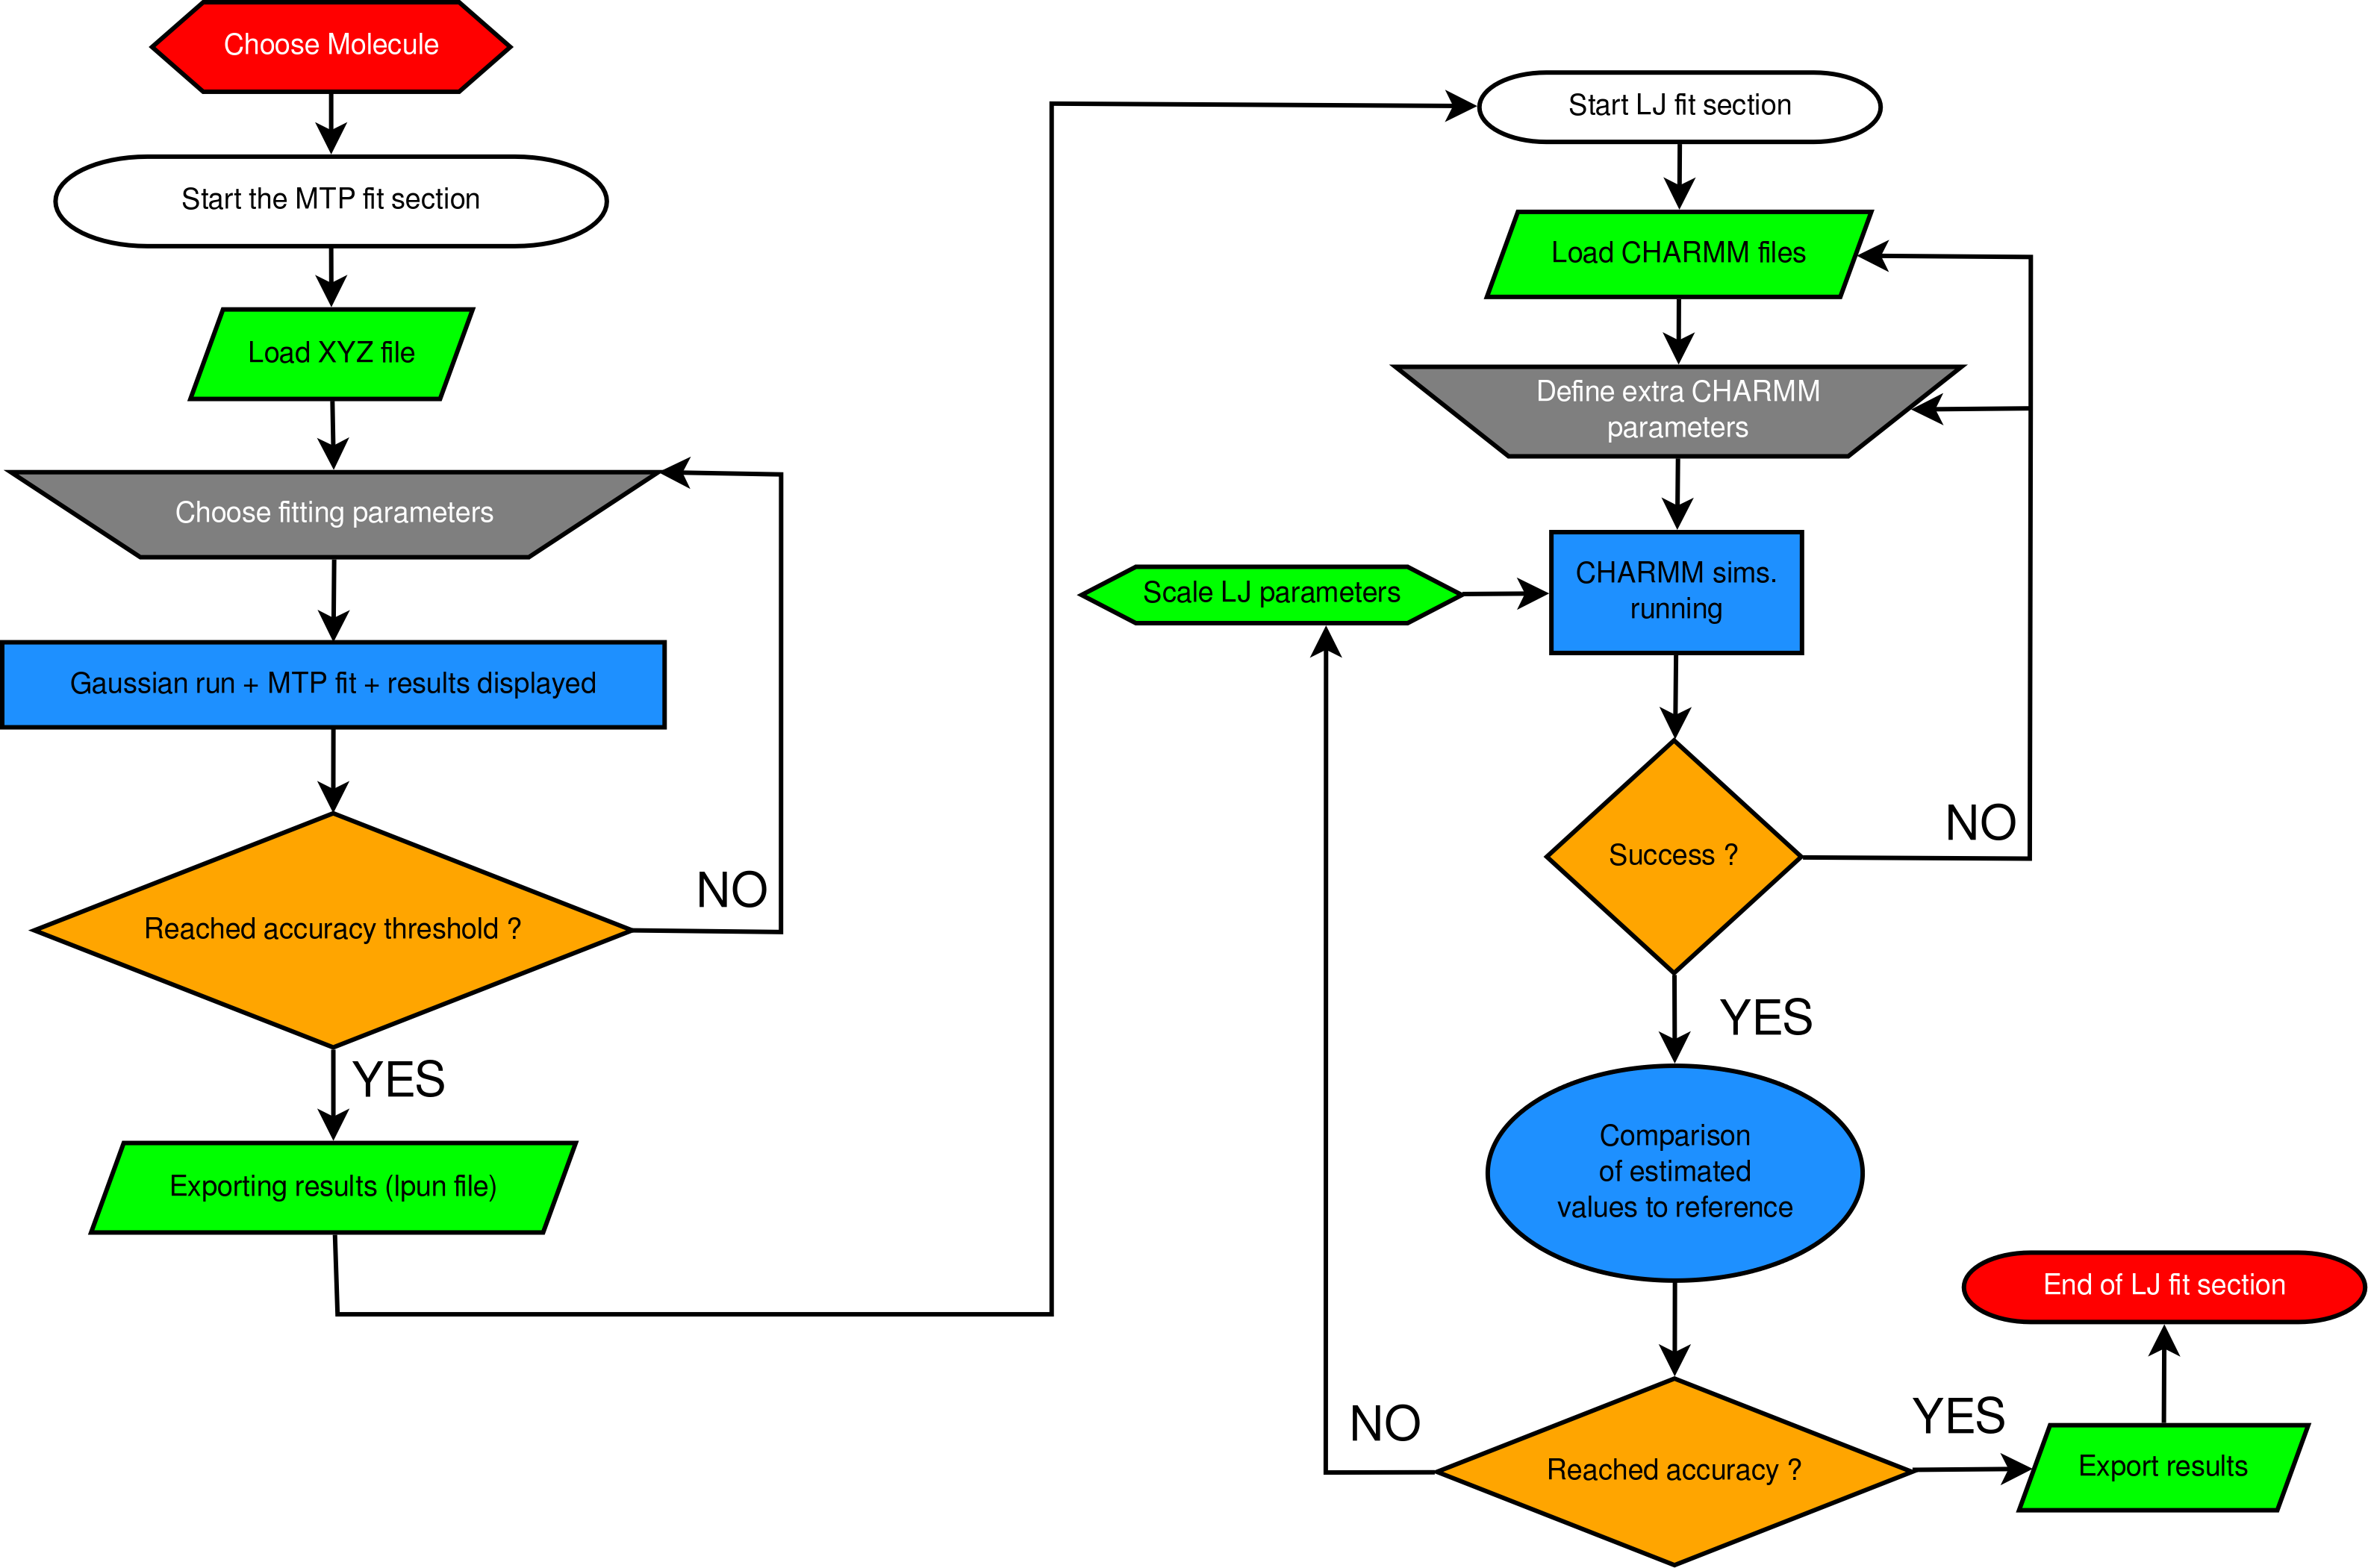 Choose Molecule
Start the MTP fit section
Load XYZ file
Choose fitting parameters
Gaussian run + MTP fit + results displayed
Reached accuracy threshold ?
NO
YES
Exporting results (lpun file)
Start LJ fit section
Load CHARMM files
Define extra CHARMM
parameters
Scale LJ parameters
CHARMM sims.
running
Success ?
NO
YES
Comparison
of estimated
values to reference
Reached accuracy ?
NO
YES
Export results
End of LJ fit section